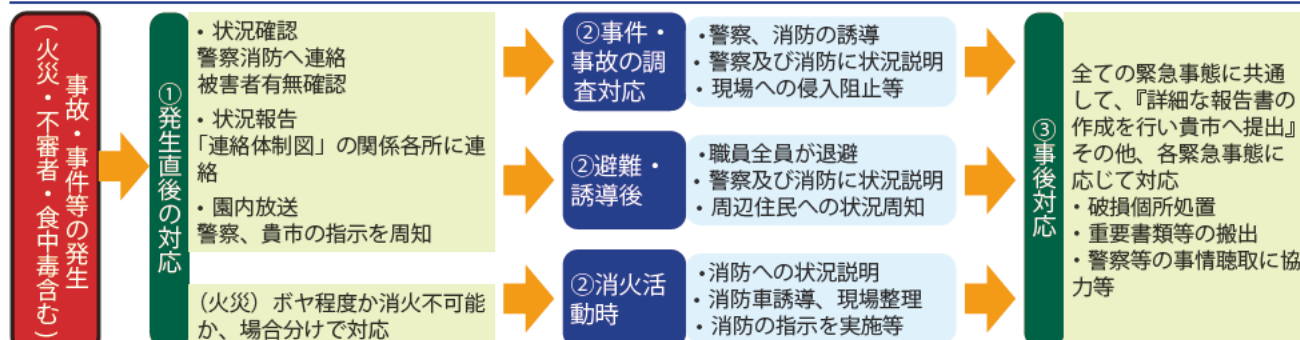 事故・事件等の発生
(火災・不審者・食中毒含む)
①発生直後の対応
・状況確認
警察消防へ連絡
被害者有無確認
・状況報告
「連絡体制図」の関係各所に連
絡
・園内放送
警察、貴市の指示を周知
(火災)ボヤ程度か消火不可能
か、場合分けで対応
②事件・
事故の調
査対応
・警察、消防の誘導
・警察及び消防に状況説明
・現場への侵入阻止等
②避難・
誘導後
・職員全員が退避
・警察及び消防に状況説明
・周辺住民への状況周知
②消火活
動時
・消防への状況説明
・消防車誘導、現場整理
・消防の指示を実施等
③事後対応
全ての緊急事態に共通
して、『詳細な報告書の
作成を行い貴市へ提出』
その他、各緊急事態に
応じて対応
・破損個所処置
・重要書類等の搬出
・警察等の事情聴取に協
力等